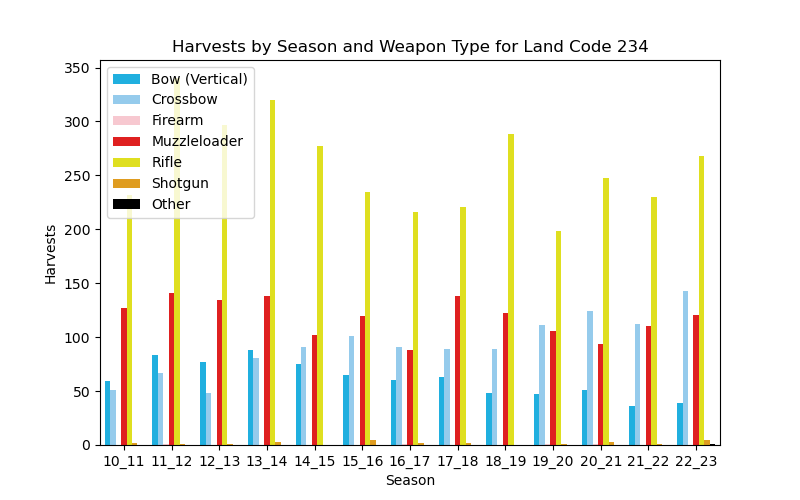 Harvests by Season and Weapon Type for Land Code 234
350
300
250
200
150
100
50
0
Harvests
Bow (Vertical)
Crossbow
Firearm
Muzzleloader
Rifle
Shotgun
Other
10_11 11_12 12_13 13_14 14_15 15_16 16_17 17_18 18_19 19_20 20_21 21_22 22_23
Season